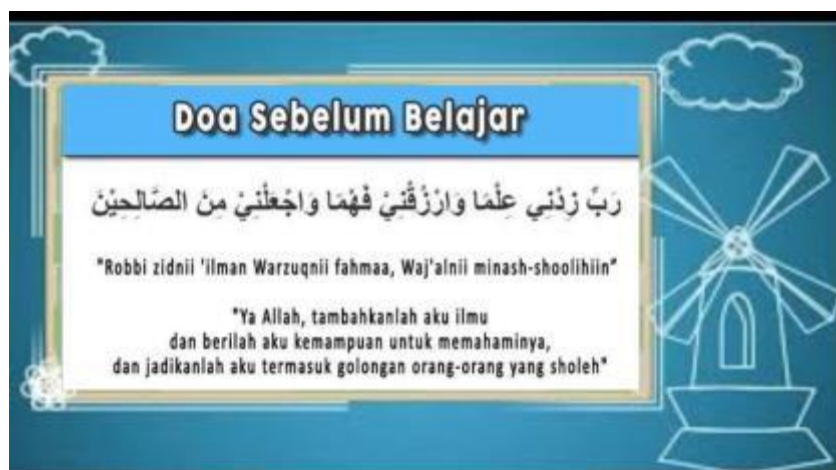 Doa Sebelum Belajar
رَبِّ زِدْنِي عِلْمًا وَارْزُقْنِيْ فَهْمَا وَاجْعَلْنِيْ مِنَ الصَّالِحِيْنَ
"Robbi zidnii 'ilman Warzuqnii fahmaa, Waj'alnii minash-shoolihiin"
"Ya Allah, tambahkanlah aku ilmu
dan berilah aku kemampuan untuk memahaminya,
dan jadikanlah aku termasuk golongan orang-orang yang sholeh"